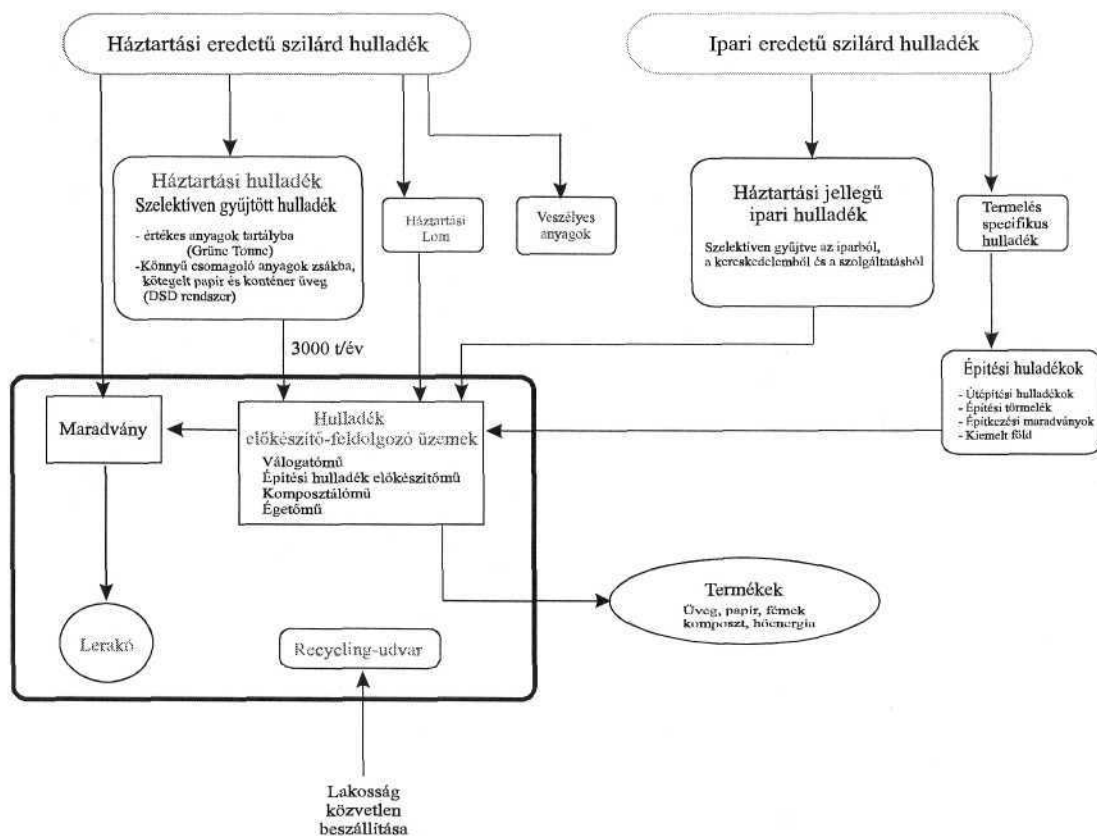 Háztartási eredetű szilárd hulladék
Ipari eredetű szilárd hulladék
Háztartási hulladék
Szelektíven gyűjtött hulladék
- értékes anyagok tartályba
(Grüne Tonne)
-Könnyű csomagoló anyagok zsákba,
kötegelt papír és konténer üveg
(DSD rendszer)
Háztartási
Lom
Veszélyes
anyagok
Háztartási jellegű
ipari hulladék
Szelektíven gyűjtve az iparból,
a kereskedelemből és a szolgáltatásból
Termelés
specifikus
hulladék
3000 t/év
Építési huladékok
- Útépítési hulladékok
- Építési törmelék
- Építkezési maradványok
- Kiemelt föld
Maradvány
Hulladék
előkészítő-feldolgozó üzemek
Válogatómű
Építési hulladék előkészítőmű
Komposztálómű
Égetőmű
Termékek
Üveg, papír, fémek
komposzt, hőenergia
Lerakó
Recycling-udvar
Lakosság
közvetlen
beszállítása